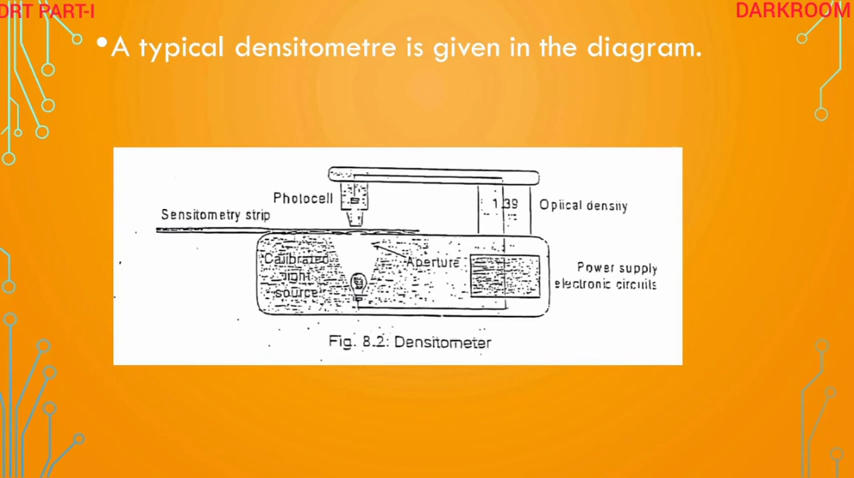 DRT PART-I
DARKROOM
•A typical densitometre is given in the diagram.
Photocell
Sensitometry strip
1.39
Optical density
Calibrated
light
source
Aperture
Power supply
electronic circuits
Fig. 8.2: Densitometer